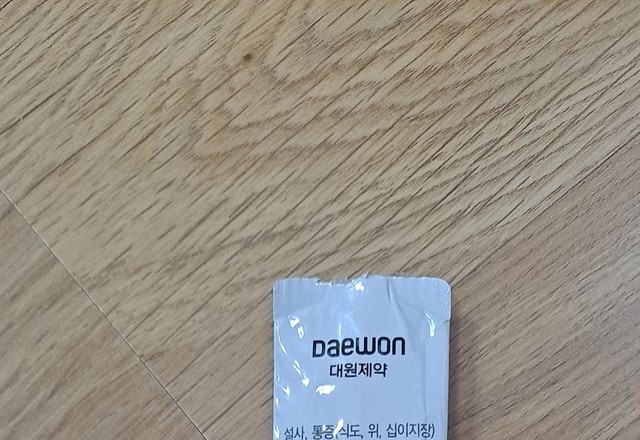 Daewon
대원제약
설사, 통증(식도, 위, 십이지장)